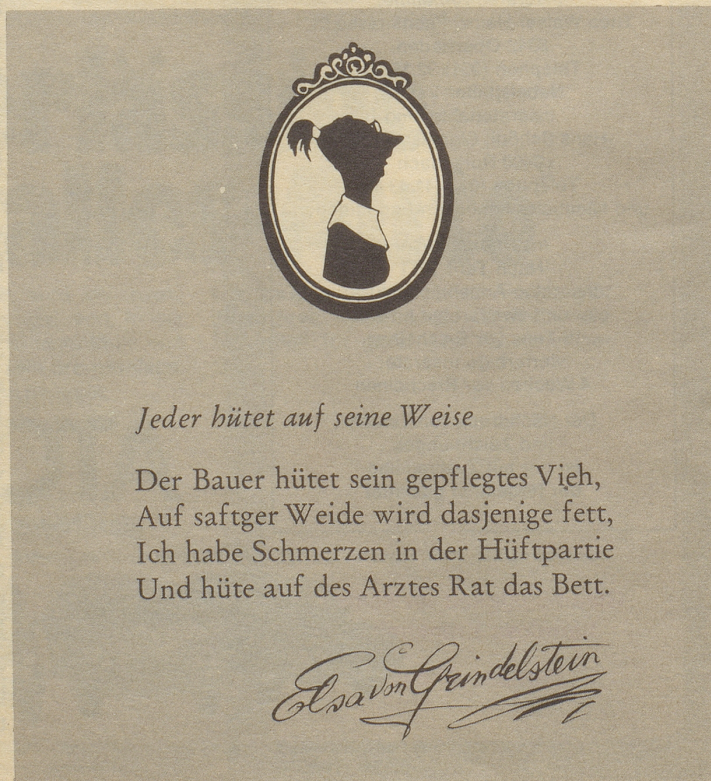 Jeder hütet auf seine Weise
Der Bauer hütet sein gepflegtes Vieh,
Auf saftger Weide wird dasjenige fett,
Ich habe Schmerzen in der Hüftpartie
Und hüte auf des Arztes Rat das Bett.
Elsa von Grindelstein